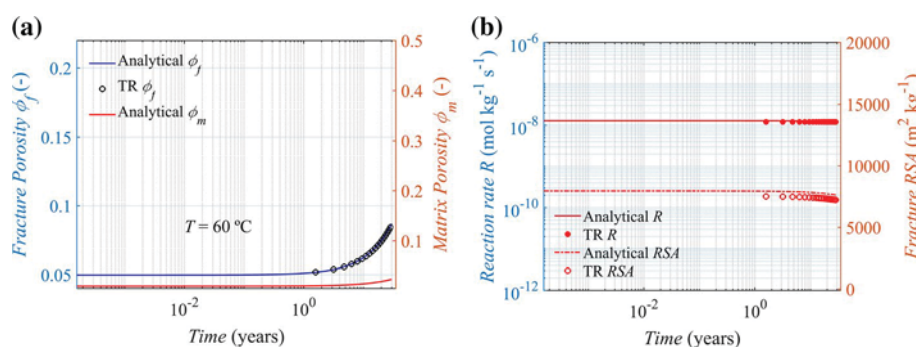 (a)
Fracture Porosity ϕf (-)
0.2
0.15
0.1
0.05
Analytical ϕf
TR ϕf
Analytical ϕm
T = 60 ºC
10-2
100
Time (years)
0.5
0.4
0.3
0.2
0.1
0
Matrix Porosity ϕm (-)
(b)
Reaction rate R (mol kg-1 s-1)
10-6
10-8
10-10
10-12
Analytical R
TR R
Analytical RSA
TR RSA
10-2
100
Time (years)
20000
15000
10000
5000
0
Fracture RSA (m2 kg-1)